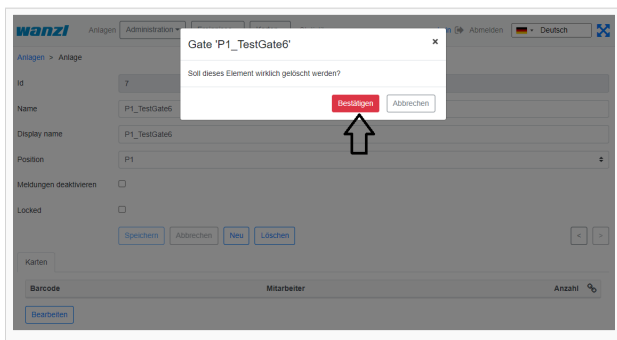 wanzl Anlagen Administration Abmelden Deutsch
Gate 'P1_TestGate6' ×
Anlagen > Anlage
Soll dieses Element wirklich gelöscht werden?
Id 7
Bestätigen Abbrechen
Name P1_TestGate6
Display name P1_TestGate6
Position P1
Meldungen deaktivieren
Locked
Speichern Abbrechen Neu Löschen < >
Karten
Barcode Mitarbeiter Anzahl
Bearbeiten